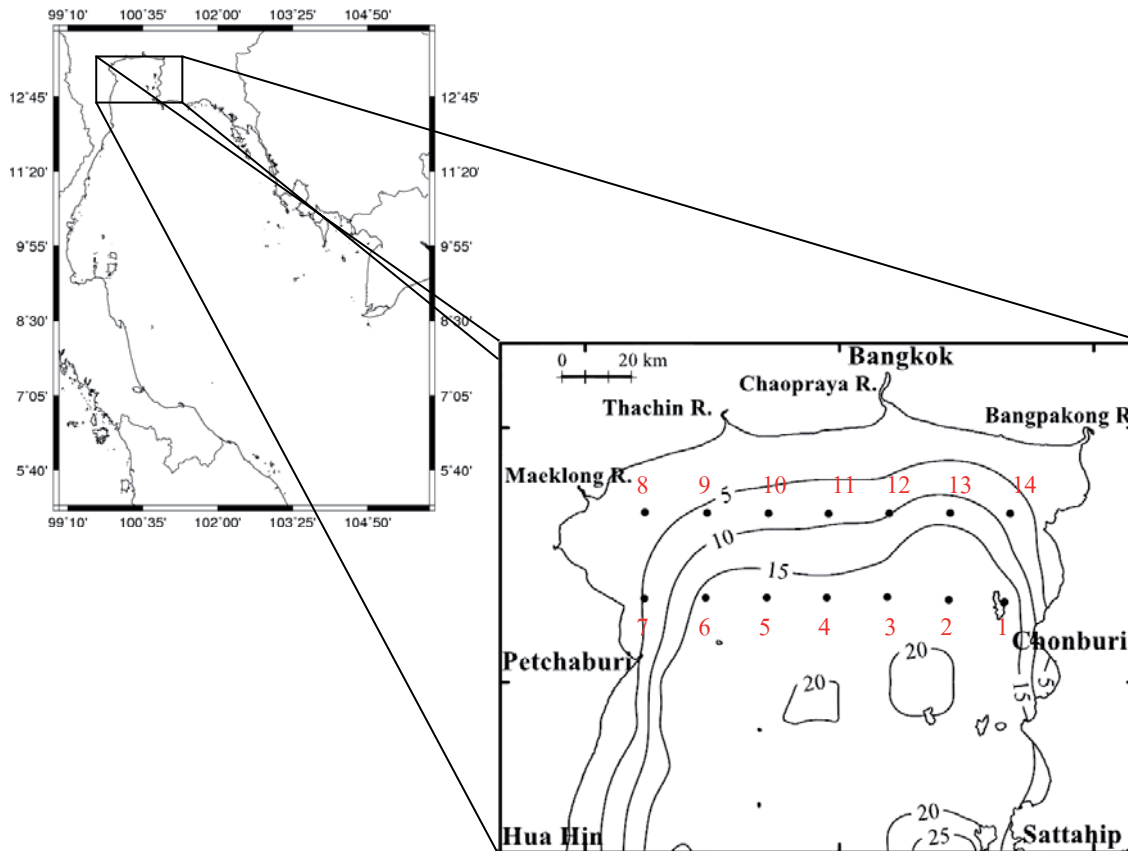 99˚10' 100˚35' 102˚00' 103˚25' 104˚50'
12˚45' 12˚45'
11˚20' 11˚20'
9˚55' 9˚55'
8˚30' 8˚30'
7˚05' 7˚05'
5˚40' 5˚40'
99˚10' 100˚35' 102˚00' 103˚25' 104˚50'
0 20 km
Bangkok
Chaopraya R.
Thachin R.
Bangpakong R
Maeklong R.
8 9 10 11 12 13 14
5
10
15
7 6 5 4 3 2 1
Petchaburi
Chonburi
20
20
5
15
Hua Hin
20
25
Sattahip